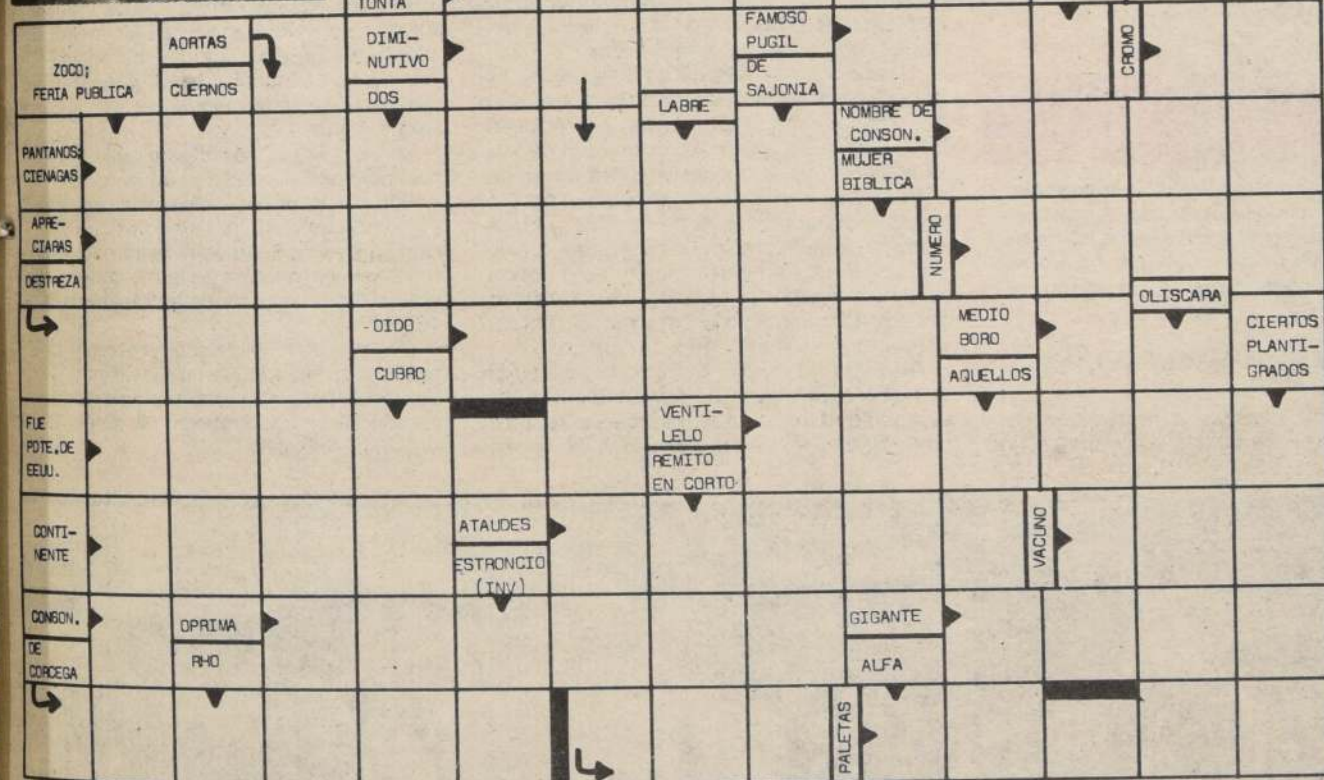 TONTA
AORTAS
CUERNOS
ZOCO;
FERIA PUBLICA
DIMI-
NUTIVO
DOS
LABRE
FAMOSO
PUGIL
DE
SAJONIA
CROMO
PANTANOS;
CIENAGAS
NOMBRE DE
CONSON.
MUJER
BIBLICA
APRE-
CIARAS
DESTREZA
NUMERO
OIDO
CUBRO
MEDIO
BORO
AQUELLOS
OLISCARA
CIERTOS
PLANTI-
GRADOS
FUE
PDTE.DE
EEUU.
VENTI-
LELO
REMITO
EN CORTO
CONTI-
NENTE
ATAUDES
ESTRONCIO
(INV)
VACUNO
CONSON.
DE
CORCEGA
OPRIMA
RHO
GIGANTE
ALFA
PALETAS